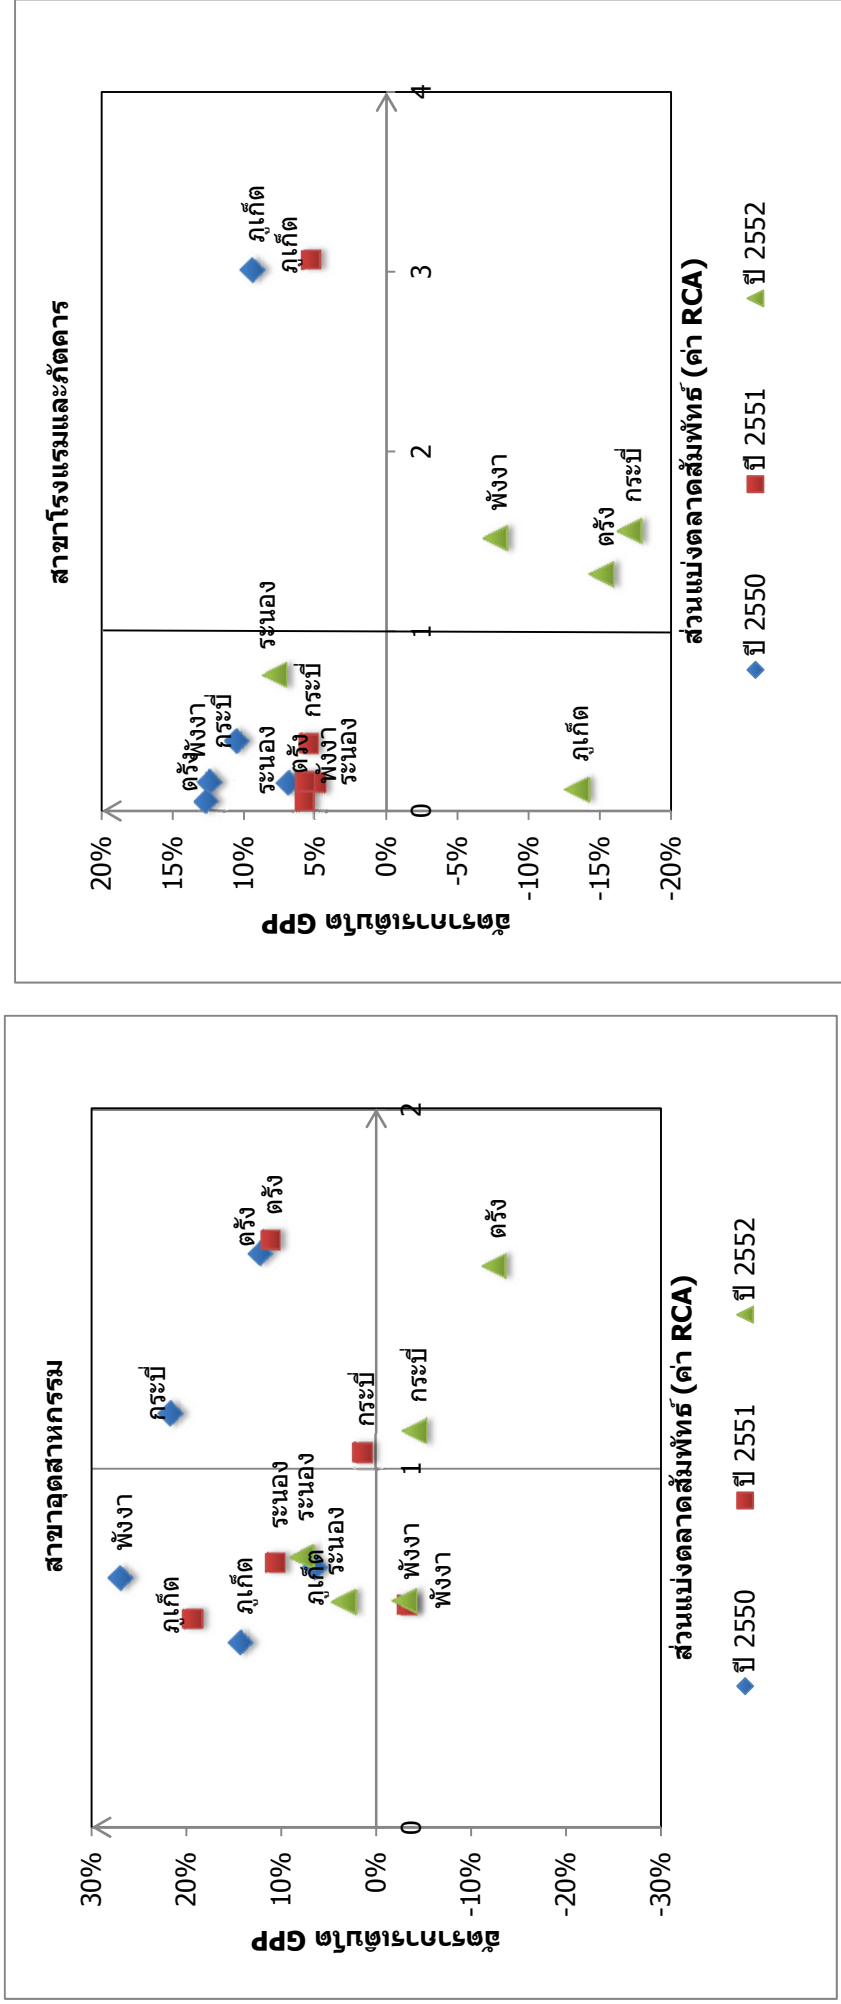 สาขาอุตสาหกรรม
อัตราการเติบโต GPP
30%
20%
10%
0%
-10%
-20%
-30%
0
1
2
พังงา
กระบี่
ตรัง
ตรัง
ภูเก็ต
ภูเก็ต
ระนอง
ระนอง
ระนอง
ภูเก็ต
กระบี่
กระบี่
พังงา
พังงา
ตรัง
ส่วนแบ่งตลาดสัมพัทธ์ (ค่า RCA)
ปี 2550 ปี 2551 ปี 2552
สาขาโรงแรมและภัตคาร
อัตราการเติบโต GPP
20%
15%
10%
5%
0%
-5%
-10%
-15%
-20%
0
1
2
3
4
ตรัง
พังงา
กระบี่
ระนอง
ระนอง
ภูเก็ต
ภูเก็ต
ตรัง
กระบี่
พังงา
ระนอง
พังงา
ภูเก็ต
ตรัง
กระบี่
ส่วนแบ่งตลาดสัมพัทธ์ (ค่า RCA)
ปี 2550 ปี 2551 ปี 2552